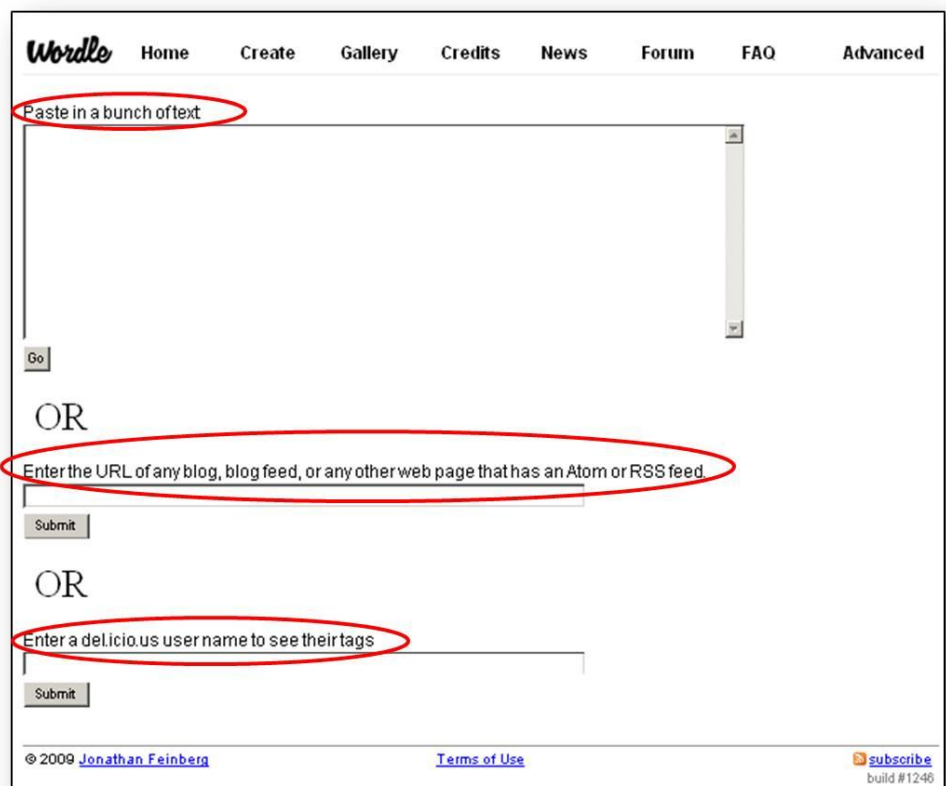 Wordle Home Create Gallery Credits News Forum FAQ Advanced
Paste in a bunch of text
Go
OR
Enter the URL of any blog, blog feed, or any other web page that has an Atom or RSS feed.
Submit
OR
Enter a del.icio.us user name to see their tags
Submit
© 2009 Jonathan Feinberg Terms of Use subscribe
build #1246